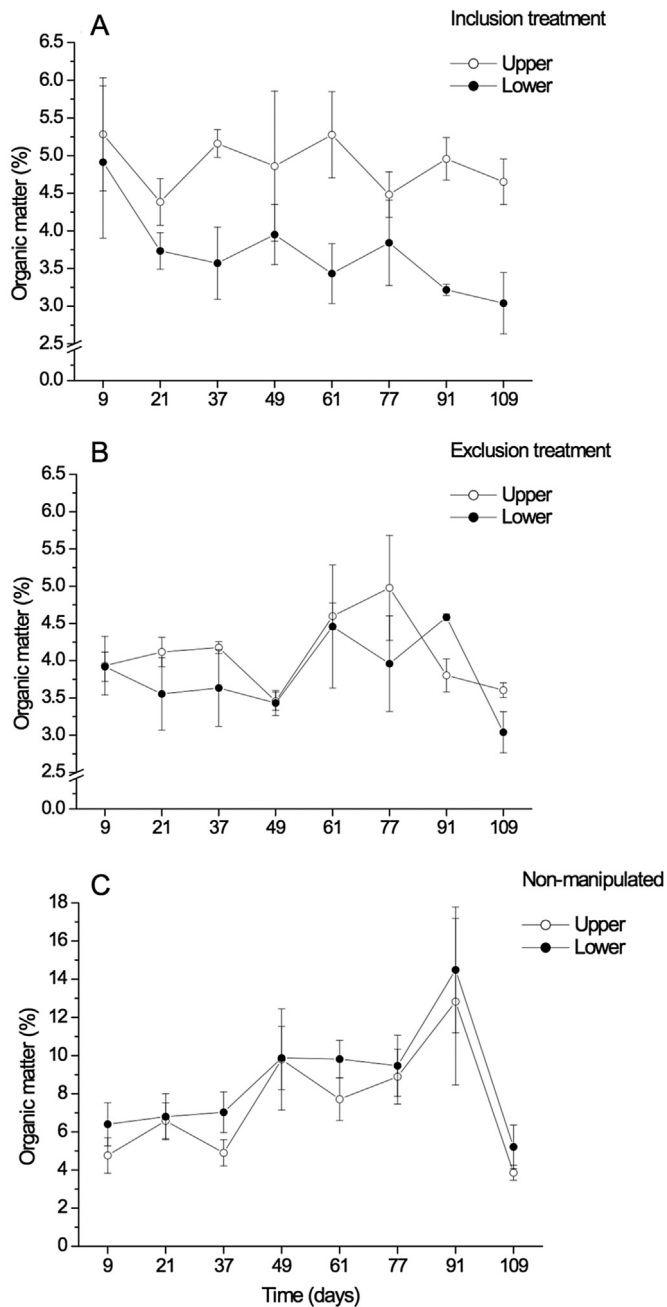 A
Inclusion treatment
Upper
Lower
Organic matter (%)
6.5
6.0
5.5
5.0
4.5
4.0
3.5
3.0
2.5
0.0
9 21 37 49 61 77 91 109
B
Exclusion treatment
Upper
Lower
Organic matter (%)
6.5
6.0
5.5
5.0
4.5
4.0
3.5
3.0
2.5
0.0
9 21 37 49 61 77 91 109
C
Non-manipulated
Upper
Lower
Organic matter (%)
18
16
14
12
10
8
6
4
2
0
9 21 37 49 61 77 91 109
Time (days)